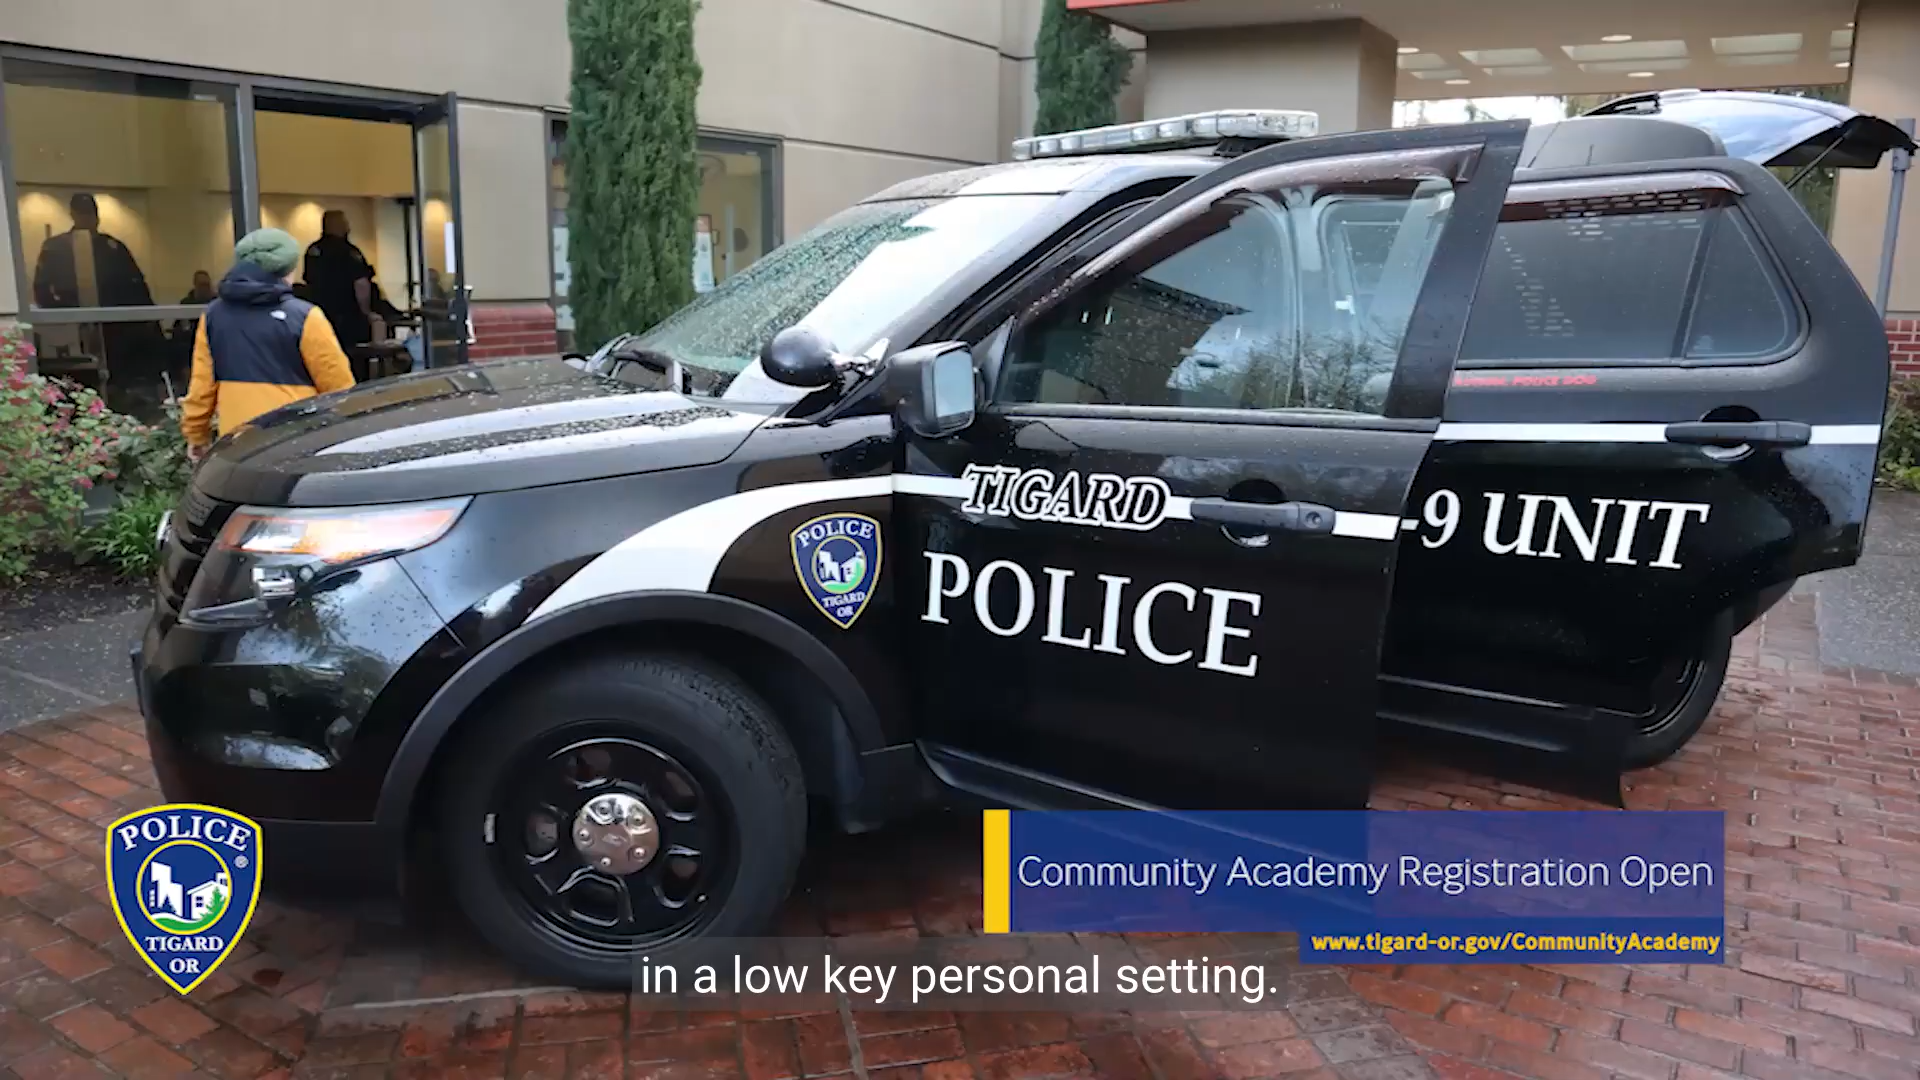 TIGARD
POLICE
-9 UNIT
POLICE
TIGARD
OR
POLICE
®
TIGARD
OR
Community Academy Registration Open
www.tigard-or.gov/CommunityAcademy
in a low key personal setting.